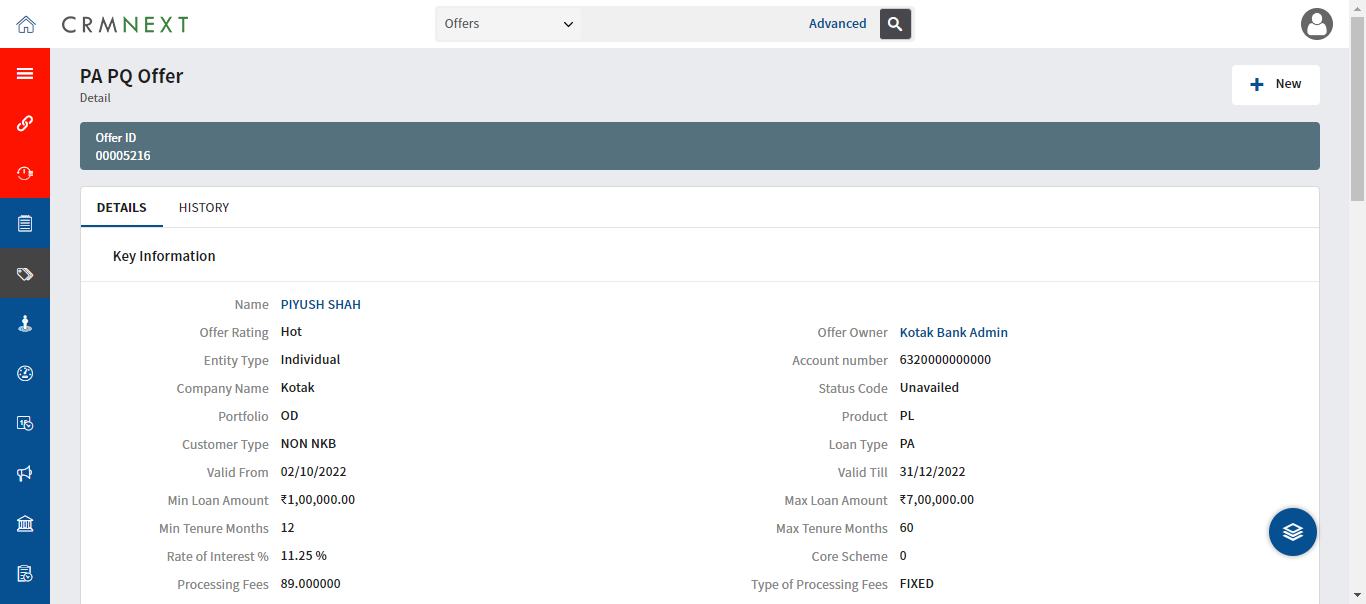 CRMNEXT
Offers
Advanced
PA PQ Offer
Detail
New
Offer ID
00005216
DETAILS HISTORY
Key Information
Name PIYUSH SHAH
Offer Rating Hot Offer Owner Kotak Bank Admin
Entity Type Individual Account number 6320000000000
Company Name Kotak Status Code Unavailed
Portfolio OD Product PL
Customer Type NON NKB Loan Type PA
Valid From 02/10/2022 Valid Till 31/12/2022
Min Loan Amount ₹1,00,000.00 Max Loan Amount ₹7,00,000.00
Min Tenure Months 12 Max Tenure Months 60
Rate of Interest % 11.25 % Core Scheme 0
Processing Fees 89.000000 Type of Processing Fees FIXED